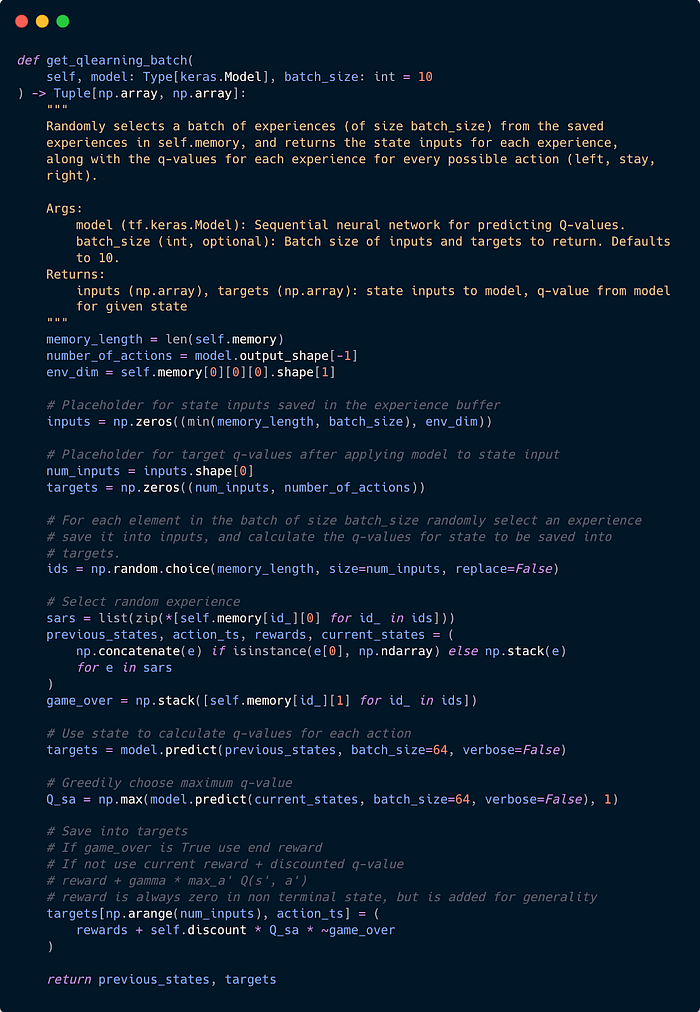 def get_qlearning_batch(
    self, model: Type[keras.Model], batch_size: int = 10
) -> Tuple[np.array, np.array]:
    """
    Randomly selects a batch of experiences (of size batch_size) from the saved
    experiences in self.memory, and returns the state inputs for each experience,
    along with the q-values for each experience for every possible action (left, stay,
    right).

    Args:
        model (tf.keras.Model): Sequential neural network for predicting Q-values.
        batch_size (int, optional): Batch size of inputs and targets to return. Defaults
        to 10.
    Returns:
        inputs (np.array), targets (np.array): state inputs to model, q-value from model
        for given state
    """
    memory_length = len(self.memory)
    number_of_actions = model.output_shape[-1]
    env_dim = self.memory[0][0][0].shape[1]

    # Placeholder for state inputs saved in the experience buffer
    inputs = np.zeros((min(memory_length, batch_size), env_dim))

    # Placeholder for target q-values after applying model to state input
    num_inputs = inputs.shape[0]
    targets = np.zeros((num_inputs, number_of_actions))

    # For each element in the batch of size batch_size randomly select an experience
    # save it into inputs, and calculate the q-values for state to be saved into
    # targets.
    ids = np.random.choice(memory_length, size=num_inputs, replace=False)

    # Select random experience
    sars = list(zip(*[self.memory[id_][0] for id_ in ids]))
    previous_states, action_ts, rewards, current_states = (
        np.concatenate(e) if isinstance(e[0], np.ndarray) else np.stack(e)
        for e in sars
    )
    game_over = np.stack([self.memory[id_][1] for id_ in ids])

    # Use state to calculate q-values for each action
    targets = model.predict(previous_states, batch_size=64, verbose=False)

    # Greedily choose maximum q-value
    Q_sa = np.max(model.predict(current_states, batch_size=64, verbose=False), 1)

    # Save into targets
    # If game_over is True use end reward
    # If not use current reward + discounted q-value
    # reward + gamma * max_a' Q(s', a')
    # reward is always zero in non terminal state, but is added for generality
    targets[np.arange(num_inputs), action_ts] = (
        rewards + self.discount * Q_sa * ~game_over
    )

    return previous_states, targets